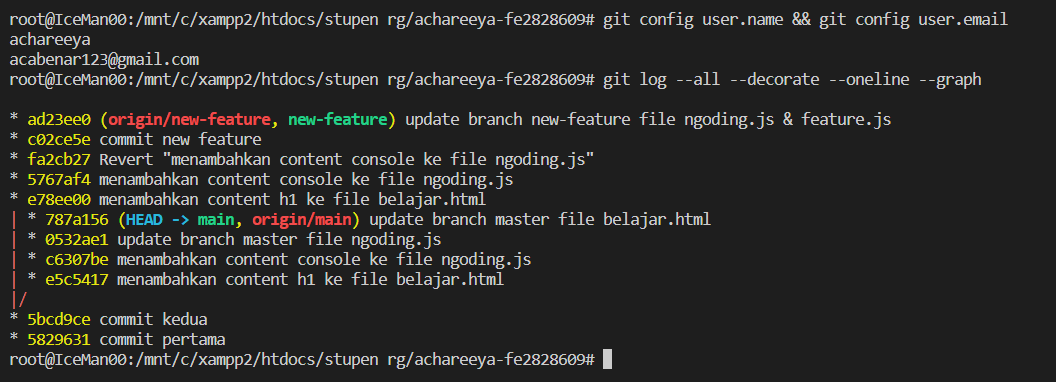 root@IceMan00:/mnt/c/xampp2/htdocs/stupen rg/achareeya-fe2828609# git config user.name && git config user.email
achareeya
acabenar123@gmail.com
root@IceMan00:/mnt/c/xampp2/htdocs/stupen rg/achareeya-fe2828609# git log --all --decorate --oneline --graph
* ad23ee0 (origin/new-feature, new-feature) update branch new-feature file ngoding.js & feature.js
* c02ce5e commit new feature
* fa2cb27 Revert "menambahkan content console ke file ngoding.js"
* 5767af4 menambahkan content console ke file ngoding.js
* e78ee00 menambahkan content h1 ke file belajar.html
| * 787a156 (HEAD -> main, origin/main) update branch master file belajar.html
| * 0532ae1 update branch master file ngoding.js
| * c6307be menambahkan content console ke file ngoding.js
| * e5c5417 menambahkan content h1 ke file belajar.html
|/
* 5bcd9ce commit kedua
* 5829631 commit pertama
root@IceMan00:/mnt/c/xampp2/htdocs/stupen rg/achareeya-fe2828609#